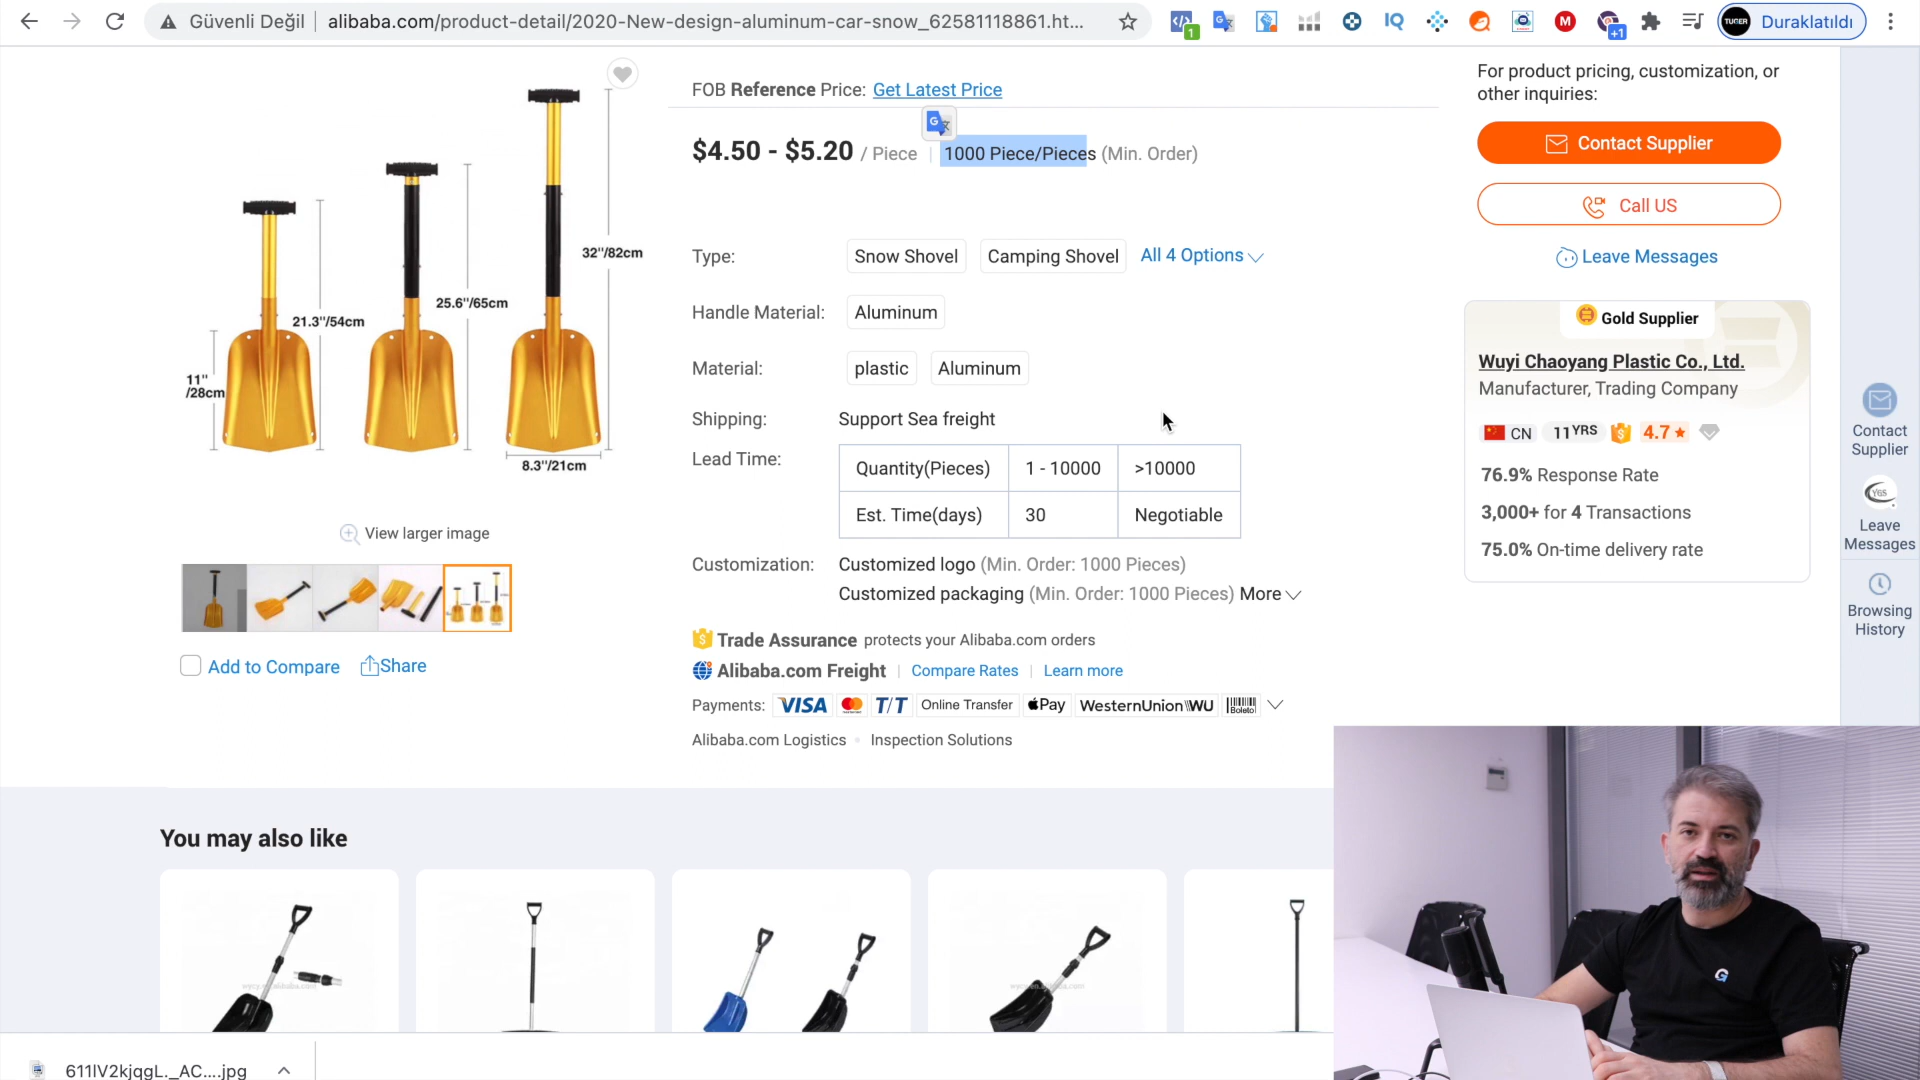 Güvenli Değil
alibaba.com/product-detail/2020-New-design-aluminum-car-snow_62581118861.ht...
1
IQ
M
+1
TUNER
Duraklatıldı
32"/82cm
25.6"/65cm
21.3"/54cm
11"
/28cm
8.3"/21cm
View larger image
Add to Compare
Share
FOB Reference Price: Get Latest Price
$4.50 - $5.20 / Piece | 1000 Piece/Pieces (Min. Order)
Type: Snow Shovel Camping Shovel All 4 Options
Handle Material: Aluminum
Material: plastic Aluminum
Shipping: Support Sea freight
Lead Time:
Quantity(Pieces) 1 - 10000 >10000
Est. Time(days) 30 Negotiable
Customization: Customized logo (Min. Order: 1000 Pieces)
Customized packaging (Min. Order: 1000 Pieces) More
Trade Assurance protects your Alibaba.com orders
Alibaba.com Freight | Compare Rates | Learn more
Payments: VISA T/T Online Transfer Pay WesternUnion WU Boleto
Alibaba.com Logistics • Inspection Solutions
For product pricing, customization, or
other inquiries:
Contact Supplier
Call US
Leave Messages
Gold Supplier
Wuyi Chaoyang Plastic Co., Ltd.
Manufacturer, Trading Company
CN 11YRS 4.7
76.9% Response Rate
3,000+ for 4 Transactions
75.0% On-time delivery rate
Contact
Supplier
YES
Leave
Messages
Browsing
History
You may also like
611lV2kjqgL._AC....jpg